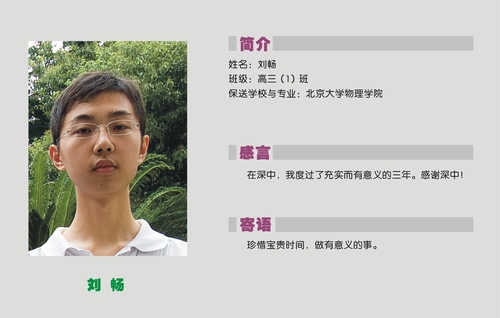 简介
姓名：刘畅
班级：高三（1）班
保送学校与专业：北京大学物理学院
感言
在深中，我度过了充实而有意义的三年。感谢深中！
寄语
珍惜宝贵时间，做有意义的事。
刘 畅